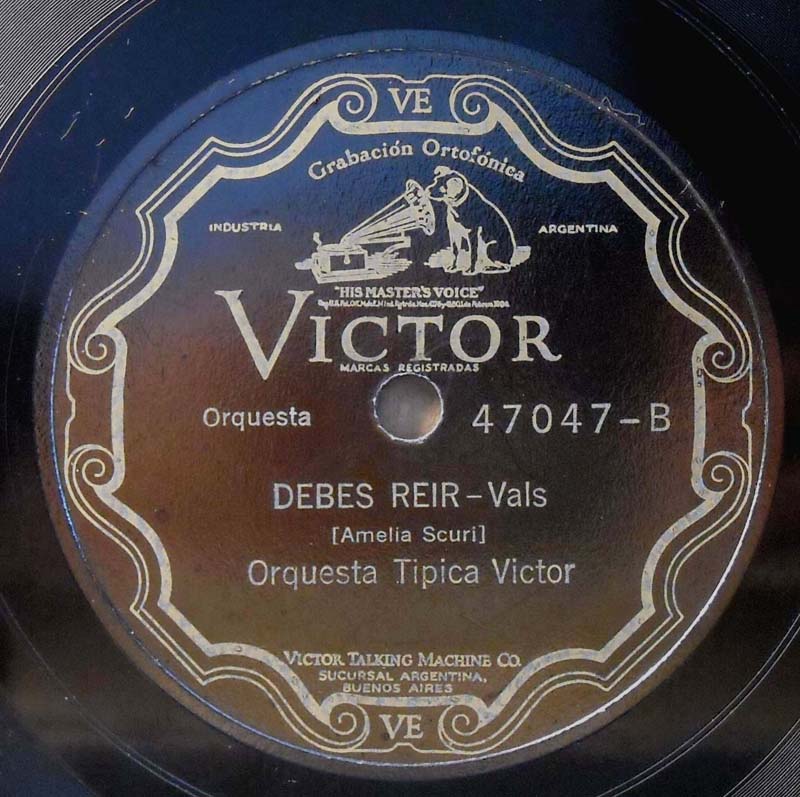 VE
Grabación Ortofónica
INDUSTRIA
ARGENTINA
"HIS MASTER'S VOICE"
VICTOR
MARCAS REGISTRADAS
Orquesta
47047-B
DEBES REIR - Vals
[Amelia Scuri]
Orquesta Tipica Victor
VICTOR TALKING MACHINE CO.
SUCURSAL ARGENTINA,
BUENOS AIRES
VE